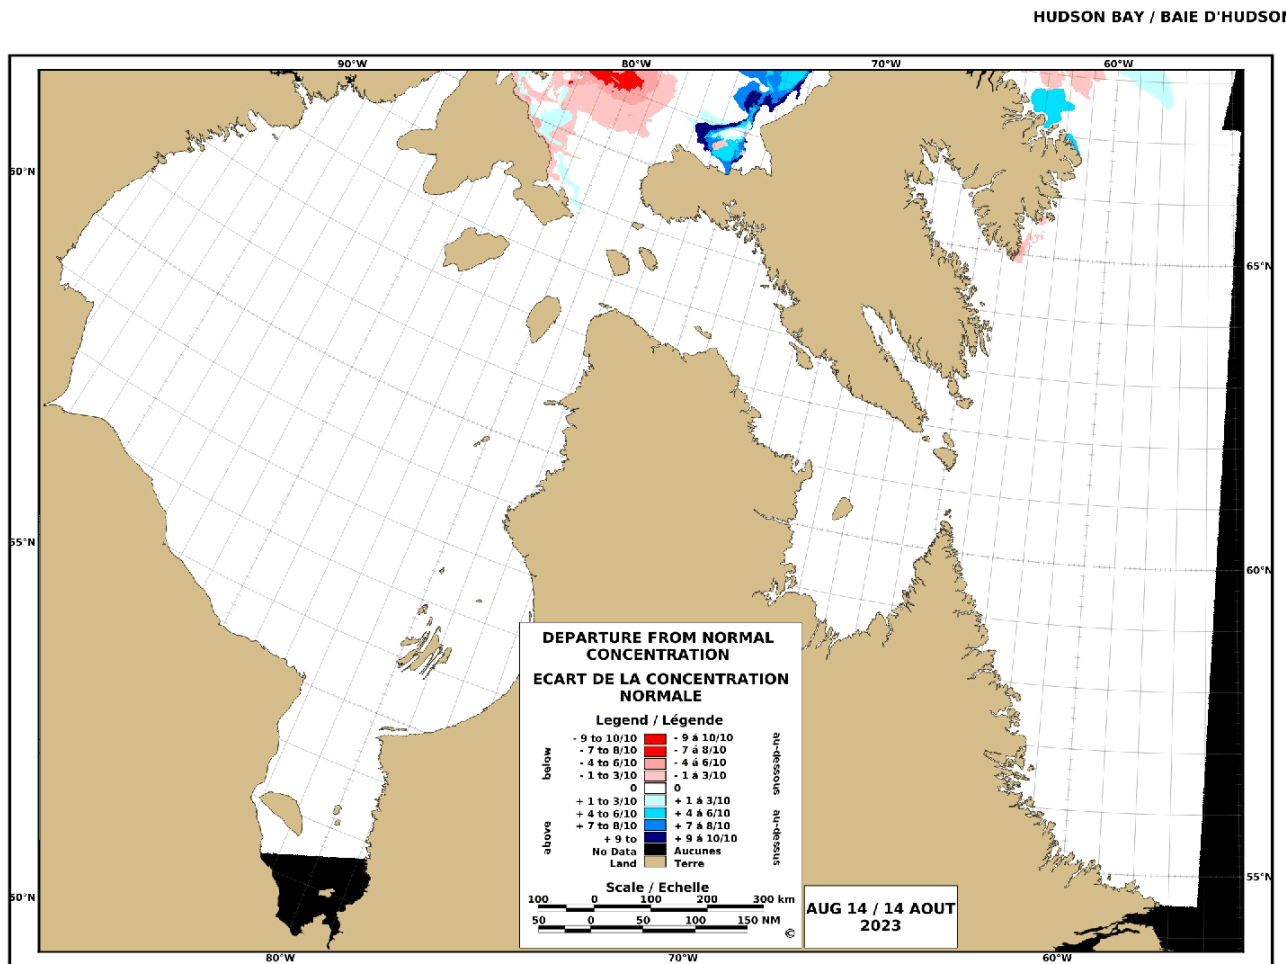 HUDSON BAY / BAIE D'HUDSON
90°W
80°W
70°W
60°W
60°N
65°N
55°N
60°N
50°N
55°N
80°W
70°W
60°W
DEPARTURE FROM NORMAL
CONCENTRATION
ECART DE LA CONCENTRATION
NORMALE
Legend / Légende
below
above
- 9 to 10/10 - 9 á 10/10
- 7 to 8/10 - 7 á 8/10
- 4 to 6/10 - 4 á 6/10
- 1 to 3/10 - 1 á 3/10
0 0
+ 1 to 3/10 + 1 á 3/10
+ 4 to 6/10 + 4 á 6/10
+ 7 to 8/10 + 7 á 8/10
+ 9 to + 9 á 10/10
No Data Aucunes
Land Terre
au-dessous
au-dessus
Scale / Echelle
100 0 100 200 300 km
50 0 50 100 150 NM
©
AUG 14 / 14 AOUT
2023